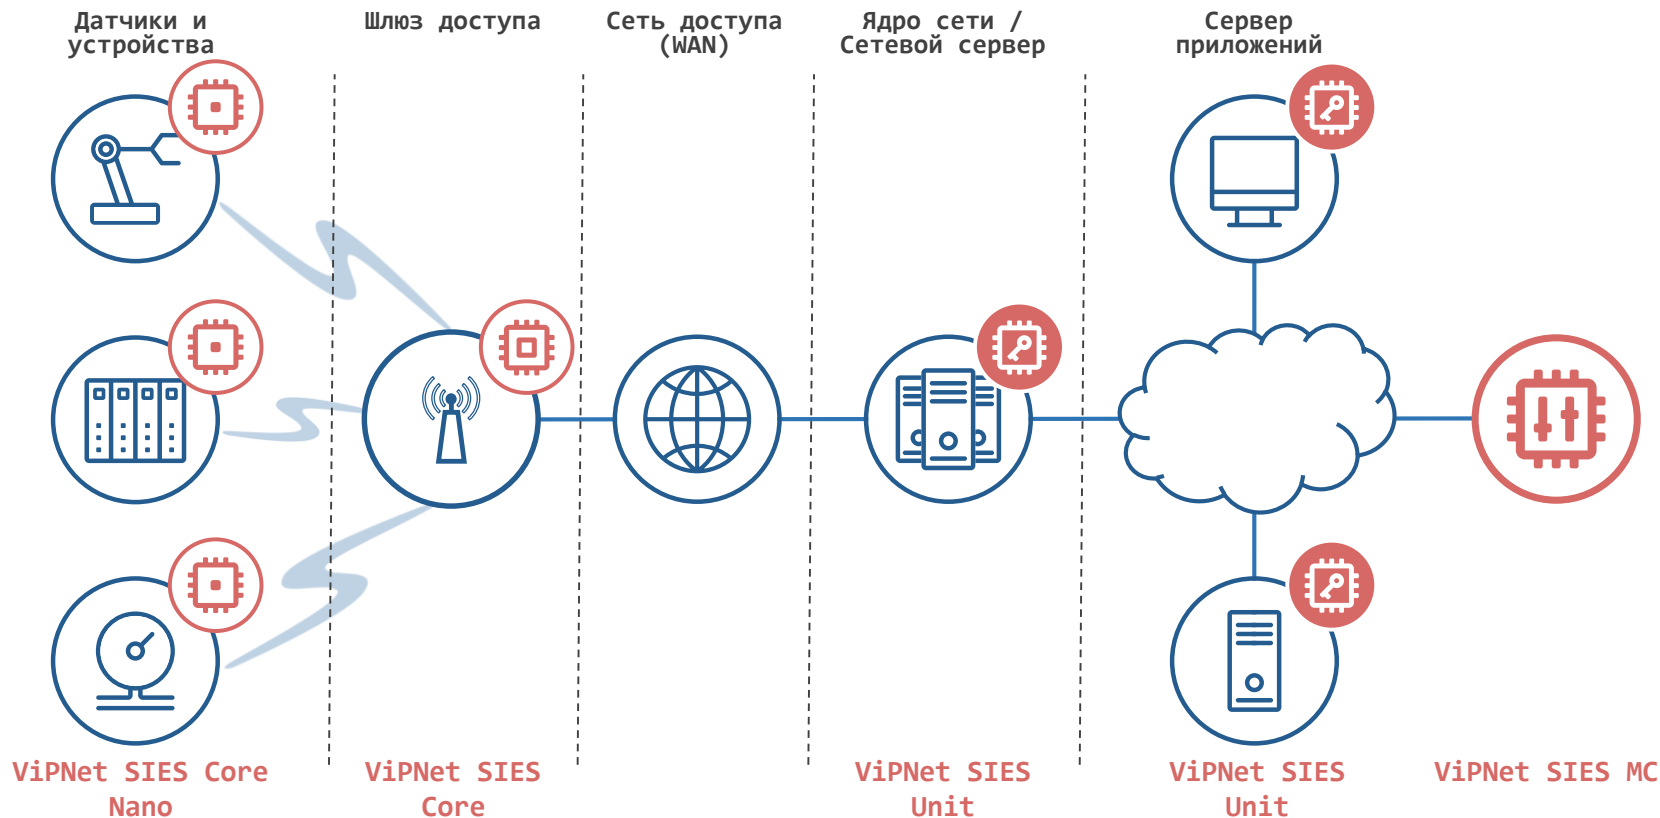 Датчики и
устройства
Шлюз доступа
Сеть доступа
(WAN)
Ядро сети /
Сетевой сервер
Сервер
приложений
ViPNet SIES Core
Nano
ViPNet SIES
Core
ViPNet SIES
Unit
ViPNet SIES
Unit
ViPNet SIES MC